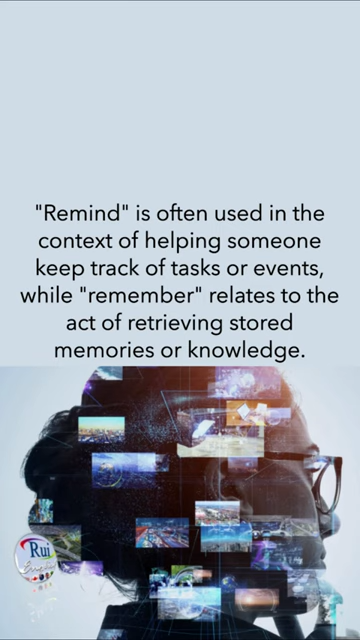 "Remind" is often used in the
context of helping someone
keep track of tasks or events,
while "remember" relates to the
act of retrieving stored
memories or knowledge.
Rui